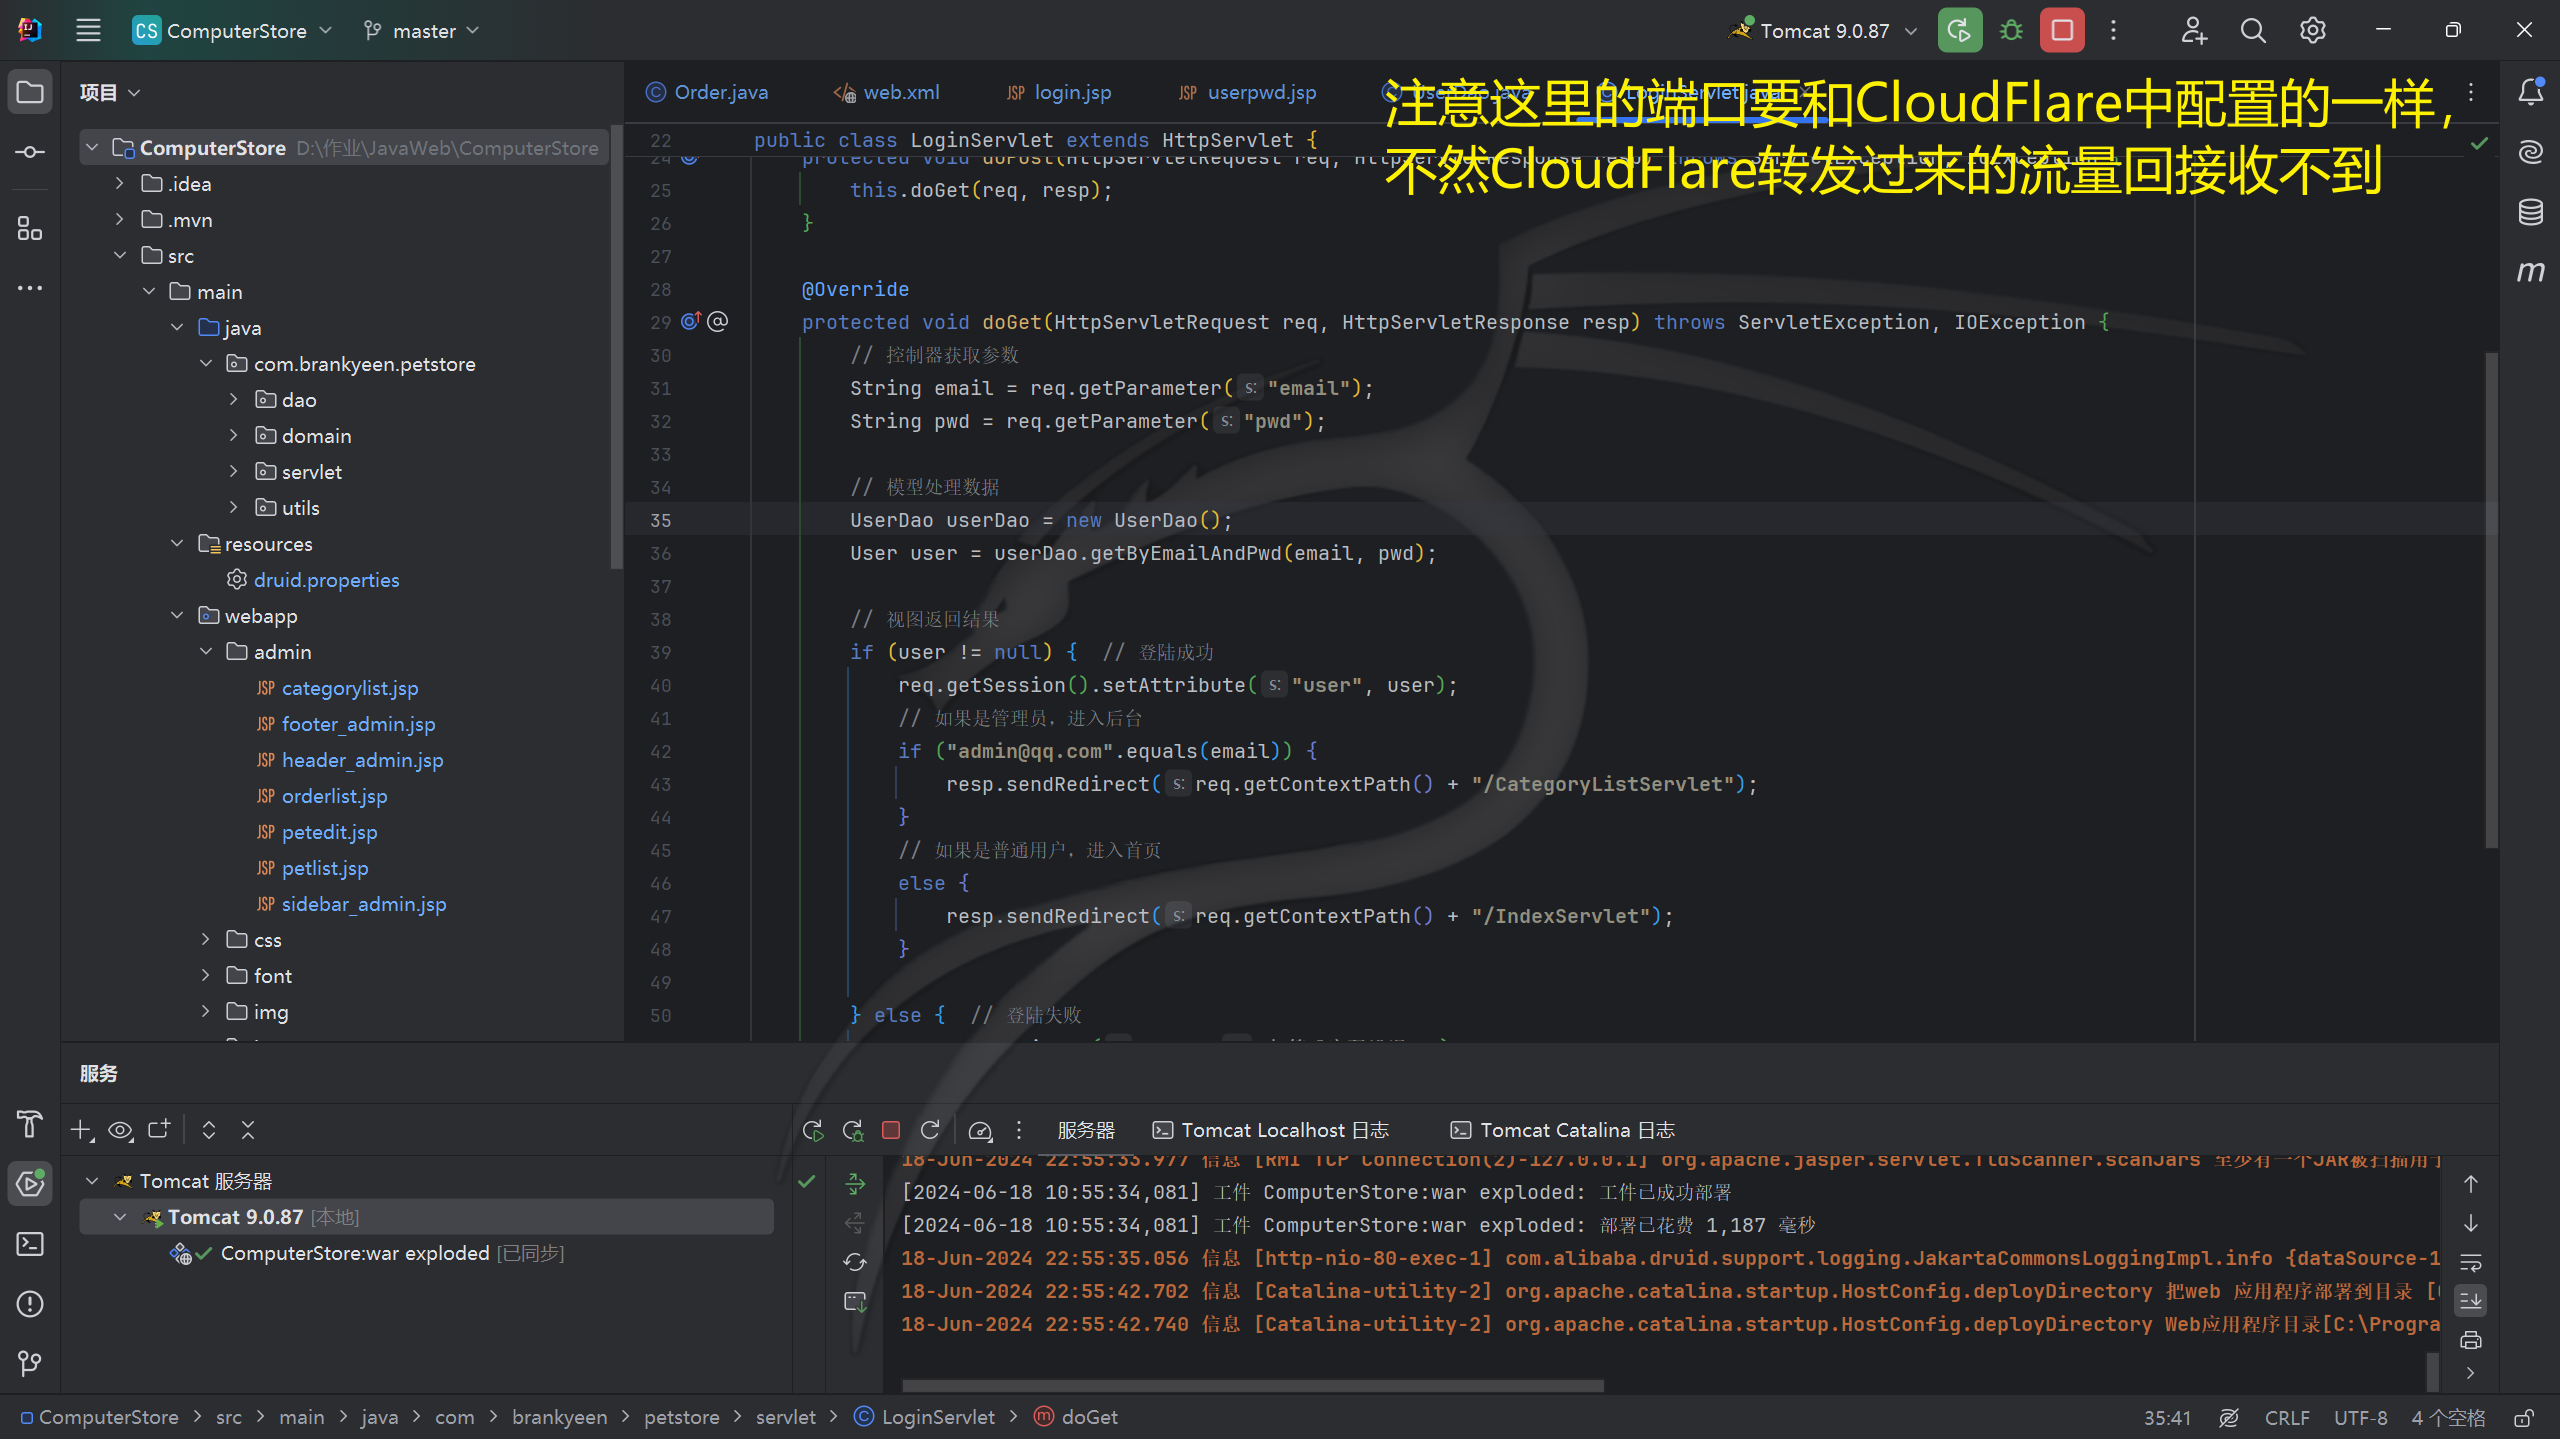 CS ComputerStore master Tomcat 9.0.87
项目
ComputerStore D:\作业\JavaWeb\ComputerStore
.idea
.mvn
src
main
java
com.brankyeen.petstore
dao
domain
servlet
utils
resources
druid.properties
webapp
admin
JSP categorylist.jsp
JSP footer_admin.jsp
JSP header_admin.jsp
JSP orderlist.jsp
JSP petedit.jsp
JSP petlist.jsp
JSP sidebar_admin.jsp
css
font
img
Order.java web.xml JSP login.jsp JSP userpwd.jsp UserDao.java LoginServlet.java
注意这里的端口要和CloudFlare中配置的一样，
不然CloudFlare转发过来的流量回接收不到
22 public class LoginServlet extends HttpServlet {
24 protected void doPost(HttpServletRequest req, HttpServletResponse resp) throws ServletException, IOException {
25 this.doGet(req, resp);
26 }
27
28 @Override
29 @ protected void doGet(HttpServletRequest req, HttpServletResponse resp) throws ServletException, IOException {
30 // 控制器获取参数
31 String email = req.getParameter( s: "email");
32 String pwd = req.getParameter( s: "pwd");
33
34 // 模型处理数据
35 UserDao userDao = new UserDao();
36 User user = userDao.getByEmailAndPwd(email, pwd);
37
38 // 视图返回结果
39 if (user != null) { // 登陆成功
40 req.getSession().setAttribute( s: "user", user);
41 // 如果是管理员，进入后台
42 if ("admin@qq.com".equals(email)) {
43 resp.sendRedirect( s: req.getContextPath() + "/CategoryListServlet");
44 }
45 // 如果是普通用户，进入首页
46 else {
47 resp.sendRedirect( s: req.getContextPath() + "/IndexServlet");
48 }
49
50 } else { // 登陆失败
服务
服务器 Tomcat Localhost 日志 Tomcat Catalina 日志
Tomcat 服务器
Tomcat 9.0.87 [本地]
ComputerStore:war exploded [已同步]
18-Jun-2024 22:55:33.977 信息 [RMI TCP Connection(2)-127.0.0.1] org.apache.jasper.servlet.TldScanner.scanJars 至少有一个JAR被扫描用于
[2024-06-18 10:55:34,081] 工件 ComputerStore:war exploded: 工件已成功部署
[2024-06-18 10:55:34,081] 工件 ComputerStore:war exploded: 部署已花费 1,187 毫秒
18-Jun-2024 22:55:35.056 信息 [http-nio-80-exec-1] com.alibaba.druid.support.logging.JakartaCommonsLoggingImpl.info {dataSource-1
18-Jun-2024 22:55:42.702 信息 [Catalina-utility-2] org.apache.catalina.startup.HostConfig.deployDirectory 把web 应用程序部署到目录 [
18-Jun-2024 22:55:42.740 信息 [Catalina-utility-2] org.apache.catalina.startup.HostConfig.deployDirectory Web应用程序目录[C:\Progra
ComputerStore > src > main > java > com > brankyeen > petstore > servlet > LoginServlet > doGet
35:41 CRLF UTF-8 4 个空格